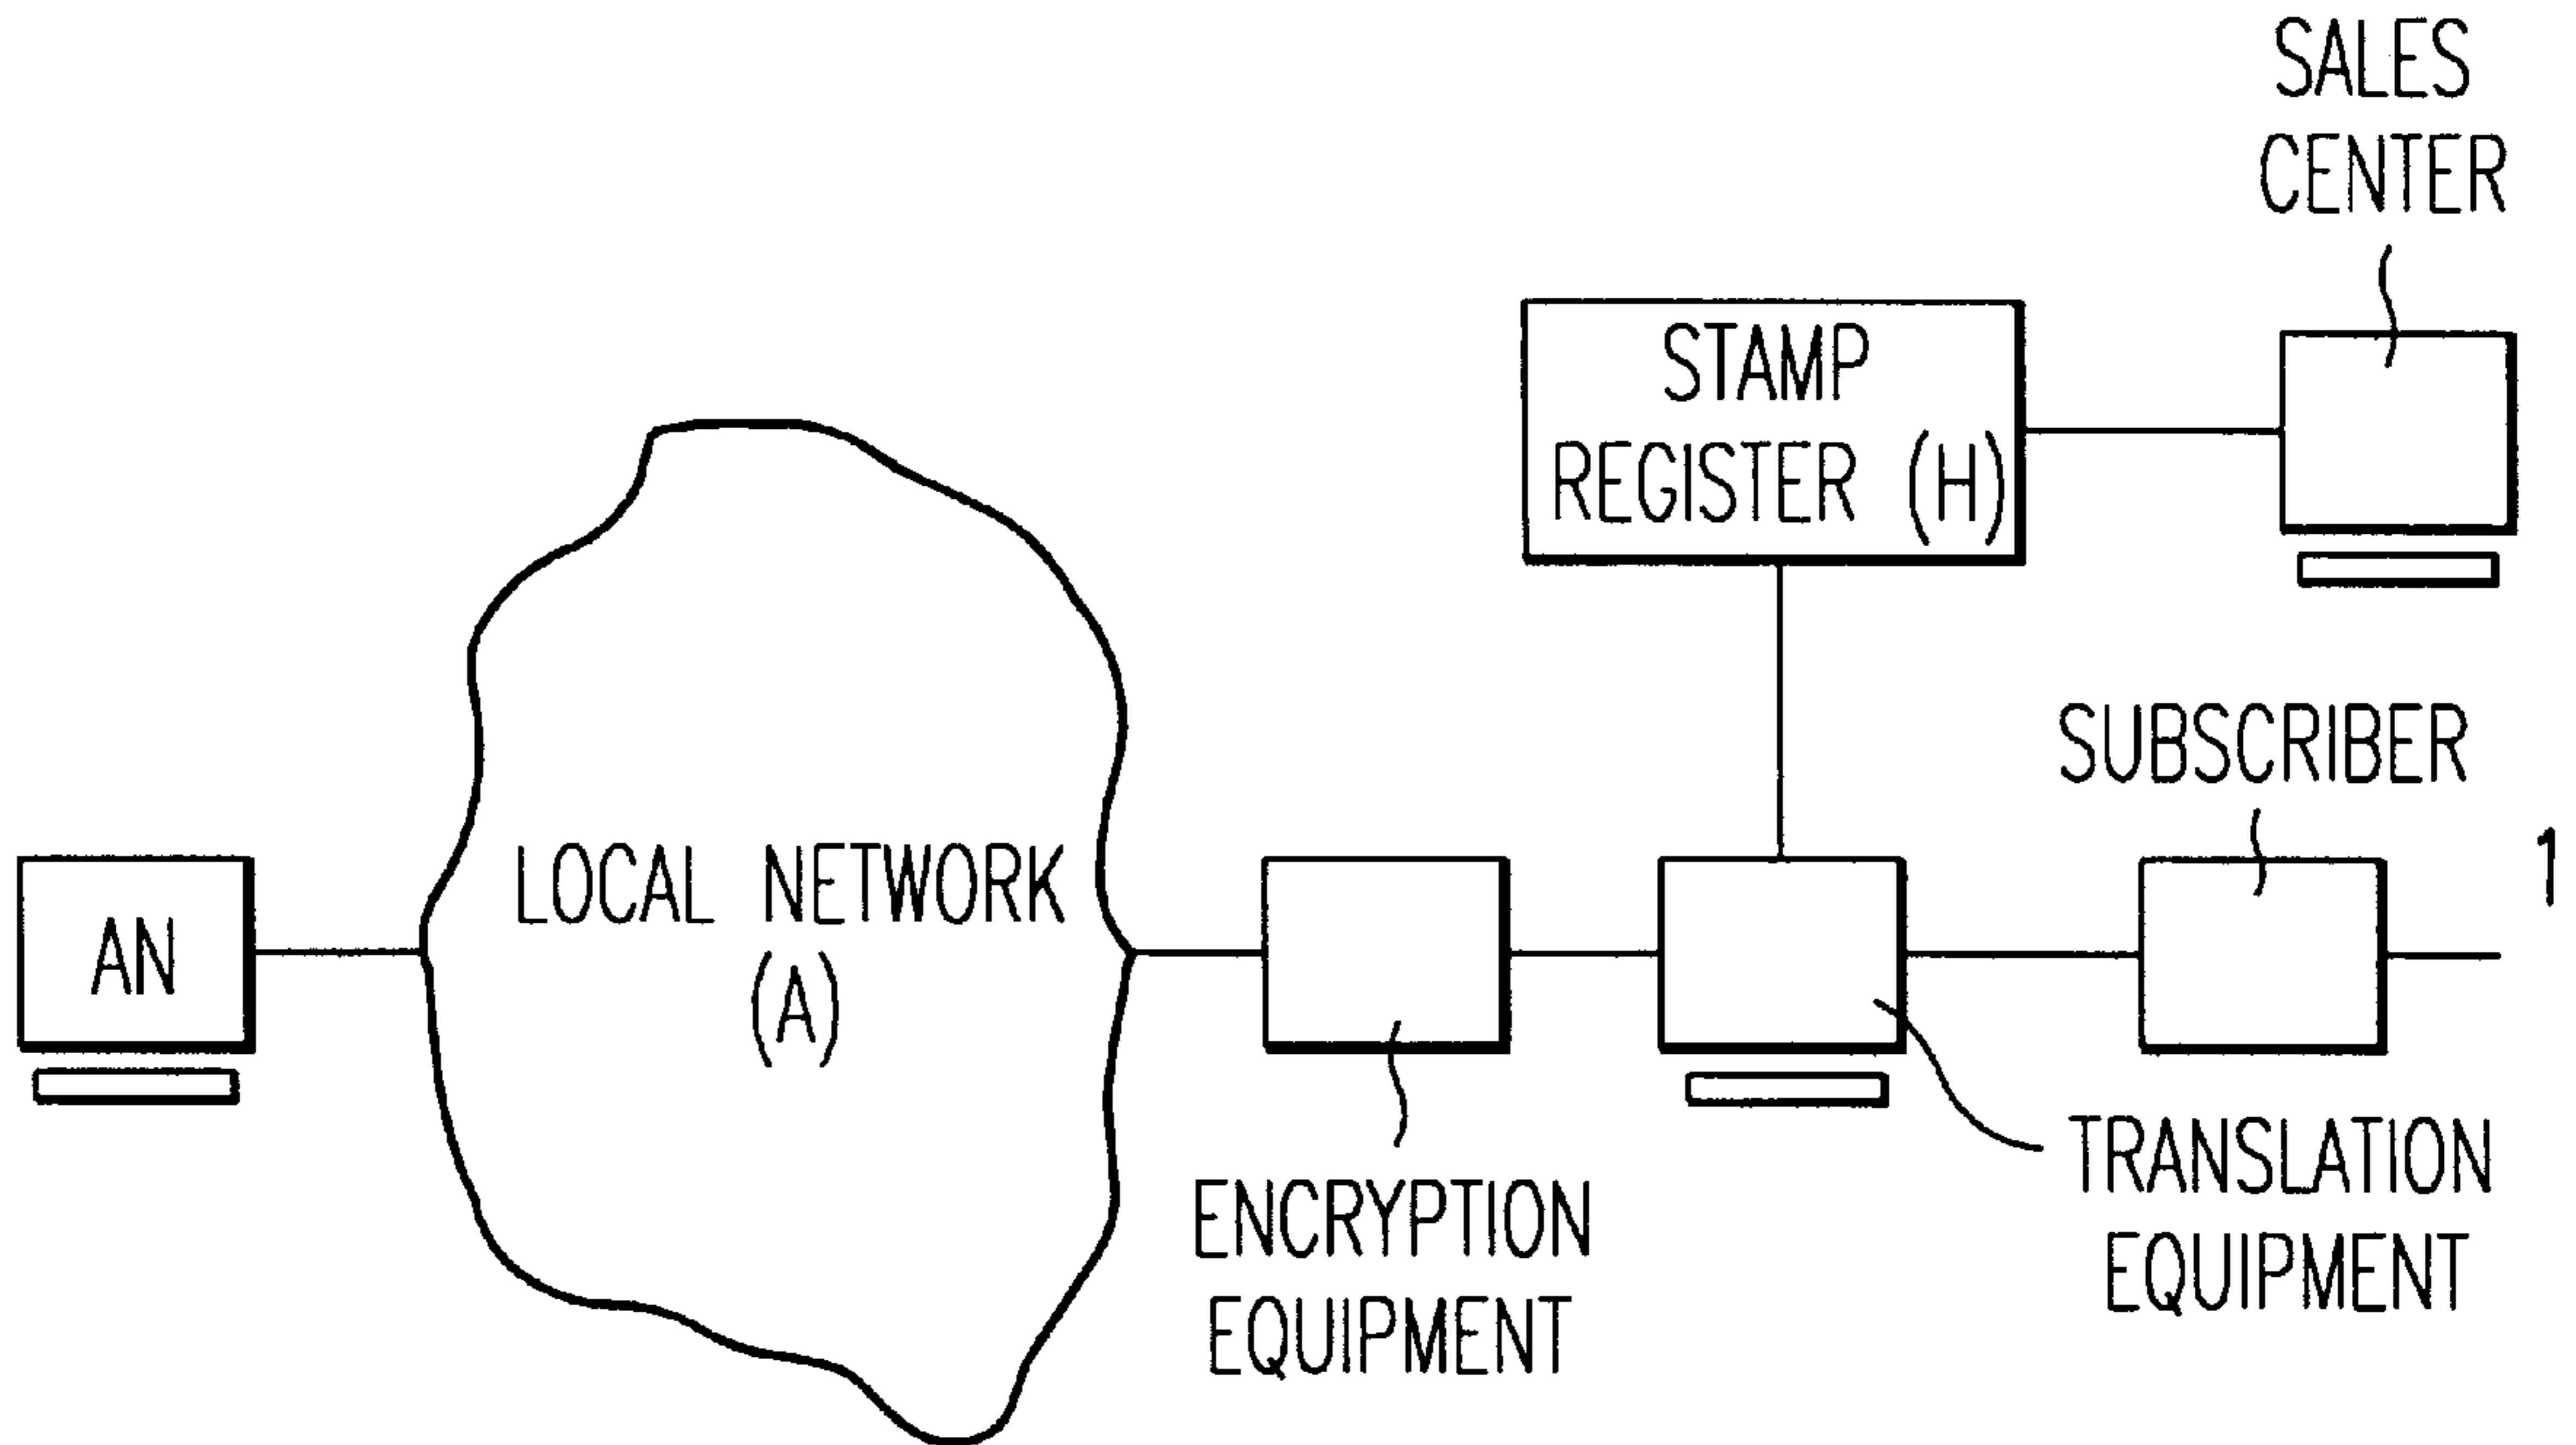 SALES
CENTER
STAMP
REGISTER (H)
SUBSCRIBER
1
AN
LOCAL NETWORK
(A)
TRANSLATION
EQUIPMENT
ENCRYPTION
EQUIPMENT